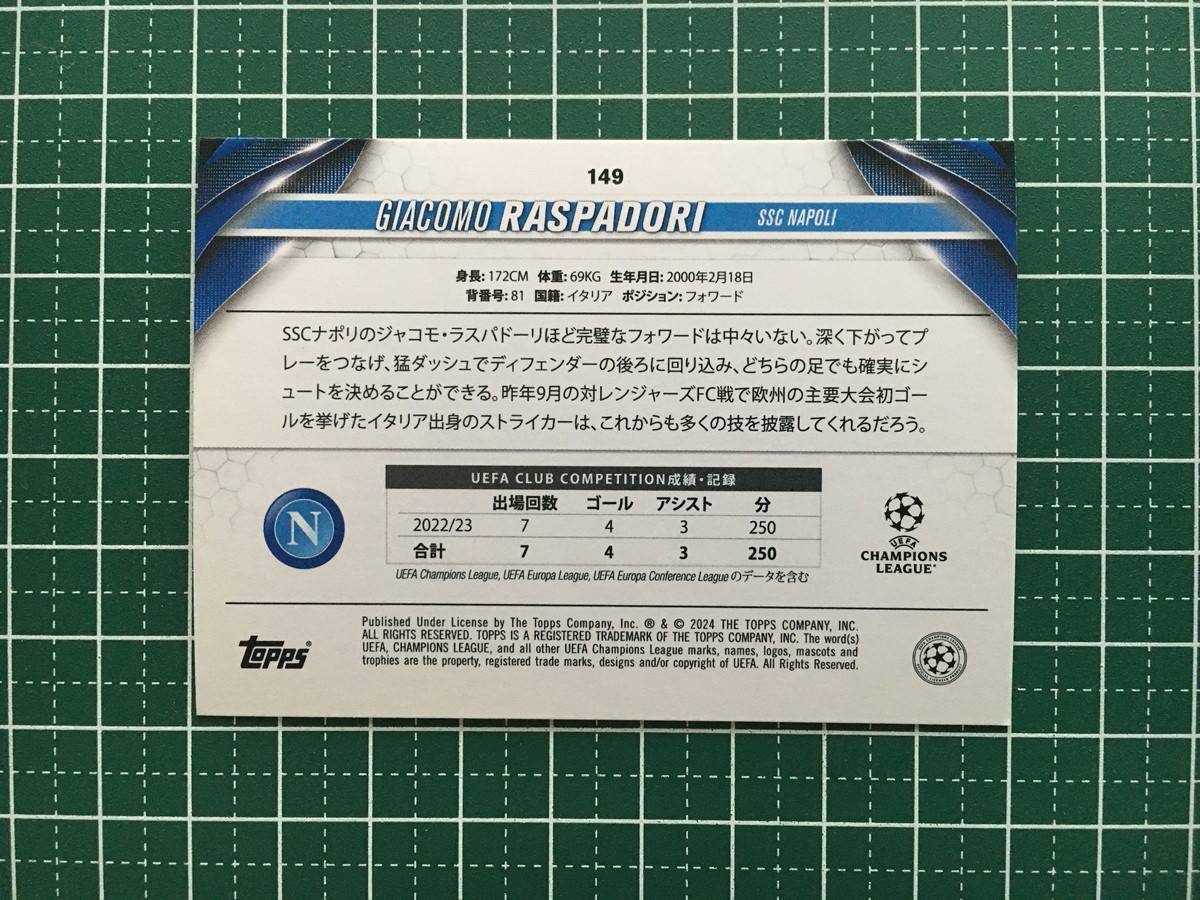 149
GIACOMO RASPADORI SSC NAPOLI
身長: 172CM 体重: 69KG 生年月日: 2000年2月18日
背番号: 81 国籍: イタリア ポジション: フォワード
SSCナポリのジャコモ・ラスパドーリほど完璧なフォワードは中々いない。深く下がってプ
レーをつなげ、猛ダッシュでディフェンダーの後ろに回り込み、どちらの足でも確実にシ
ュートを決めることができる。昨年9月の対レンジャーズFC戦で欧州の主要大会初ゴー
ルを挙げたイタリア出身のストライカーは、これからも多くの技を披露してくれるだろう。
UEFA CLUB COMPETITION成績・記録
出場回数 ゴール アシスト 分
2022/23 7 4 3 250
合計 7 4 3 250
UEFA Champions League, UEFA Europa League, UEFA Europa Conference Leagueのデータを含む
N
UEFA
CHAMPIONS
LEAGUE®
Topps®
Published Under License by The Topps Company, Inc. ® & © 2024 THE TOPPS COMPANY, INC.
ALL RIGHTS RESERVED. TOPPS IS A REGISTERED TRADEMARK OF THE TOPPS COMPANY, INC. The word(s)
UEFA, CHAMPIONS LEAGUE, and all other UEFA Champions League marks, names, logos, mascots and
trophies are the property, registered trade marks, designs and/or copyright of UEFA. All Rights Reserved.